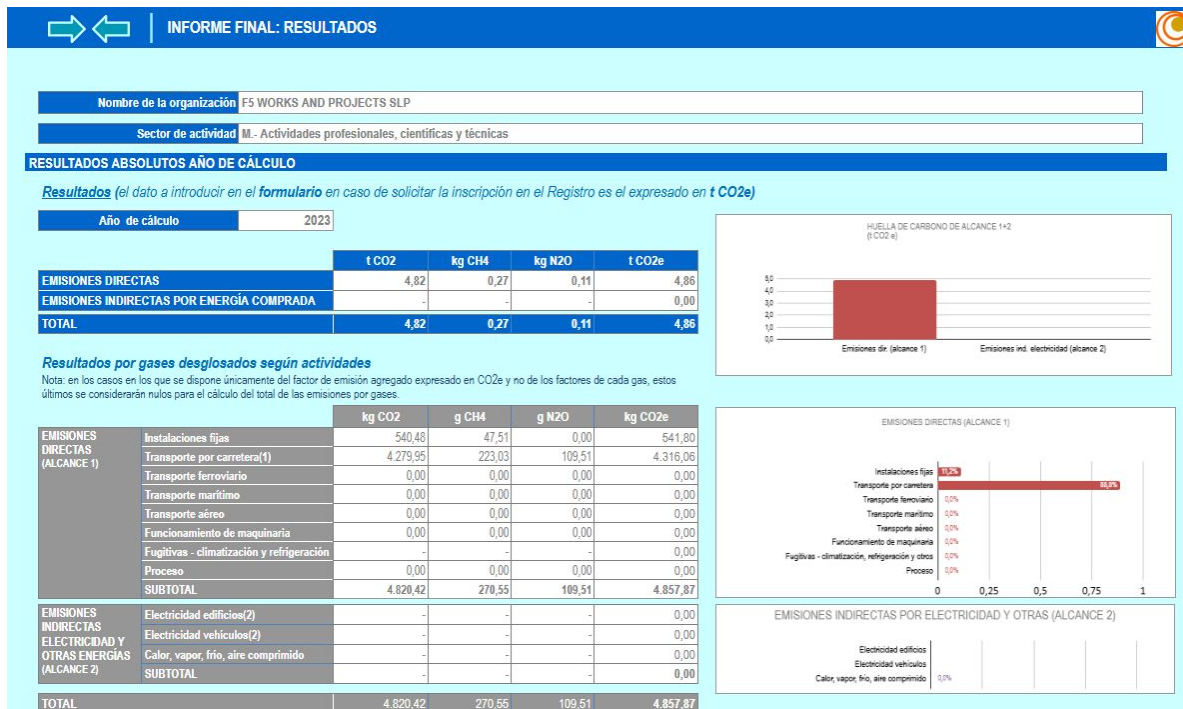 INFORME FINAL: RESULTADOS
Nombre de la organización F5 WORKS AND PROJECTS SLP
Sector de actividad M.- Actividades profesionales, científicas y técnicas
RESULTADOS ABSOLUTOS AÑO DE CÁLCULO
Resultados (el dato a introducir en el formulario en caso de solicitar la inscripción en el Registro es el expresado en t CO2e)
Año de cálculo 2023
t CO2 kg CH4 kg N2O t CO2e
EMISIONES DIRECTAS 4,82 0,27 0,11 4,86
EMISIONES INDIRECTAS POR ENERGÍA COMPRADA - - - 0,00
TOTAL 4,82 0,27 0,11 4,86
HUELLA DE CARBONO DE ALCANCE 1+2
(t CO2 e)
5,0
4,0
3,0
2,0
1,0
0,0
Emisiones dir. (alcance 1) Emisiones ind. electricidad (alcance 2)
Resultados por gases desglosados según actividades
Nota: en los casos en los que se dispone únicamente del factor de emisión agregado expresado en CO2e y no de los factores de cada gas, estos
últimos se considerarán nulos para el cálculo del total de las emisiones por gases.
kg CO2 g CH4 g N2O kg CO2e
EMISIONES
DIRECTAS
(ALCANCE 1)
Instalaciones fijas 540,48 47,51 0,00 541,80
Transporte por carretera(1) 4.279,95 223,03 109,51 4.316,06
Transporte ferroviario 0,00 0,00 0,00 0,00
Transporte marítimo 0,00 0,00 0,00 0,00
Transporte aéreo 0,00 0,00 0,00 0,00
Funcionamiento de maquinaria 0,00 0,00 0,00 0,00
Fugitivas - climatización y refrigeración - - - 0,00
Proceso 0,00 0,00 0,00 0,00
SUBTOTAL 4.820,42 270,55 109,51 4.857,87
EMISIONES DIRECTAS (ALCANCE 1)
Instalaciones fijas 11,2%
Transporte por carretera 88,8%
Transporte ferroviario 0,0%
Transporte marítimo 0,0%
Transporte aéreo 0,0%
Funcionamiento de maquinaria 0,0%
Fugitivas - climatización, refrigeración y otros 0,0%
Proceso 0,0%
0 0,25 0,5 0,75 1
EMISIONES
INDIRECTAS
ELECTRICIDAD Y
OTRAS ENERGÍAS
(ALCANCE 2)
Electricidad edificios(2) - - - 0,00
Electricidad vehículos(2) - - - 0,00
Calor, vapor, frío, aire comprimido - - - 0,00
SUBTOTAL - - - 0,00
EMISIONES INDIRECTAS POR ELECTRICIDAD Y OTRAS (ALCANCE 2)
Electricidad edificios
Electricidad vehículos
Calor, vapor, frío, aire comprimido 0,0%
TOTAL 4.820,42 270,55 109,51 4.857,87